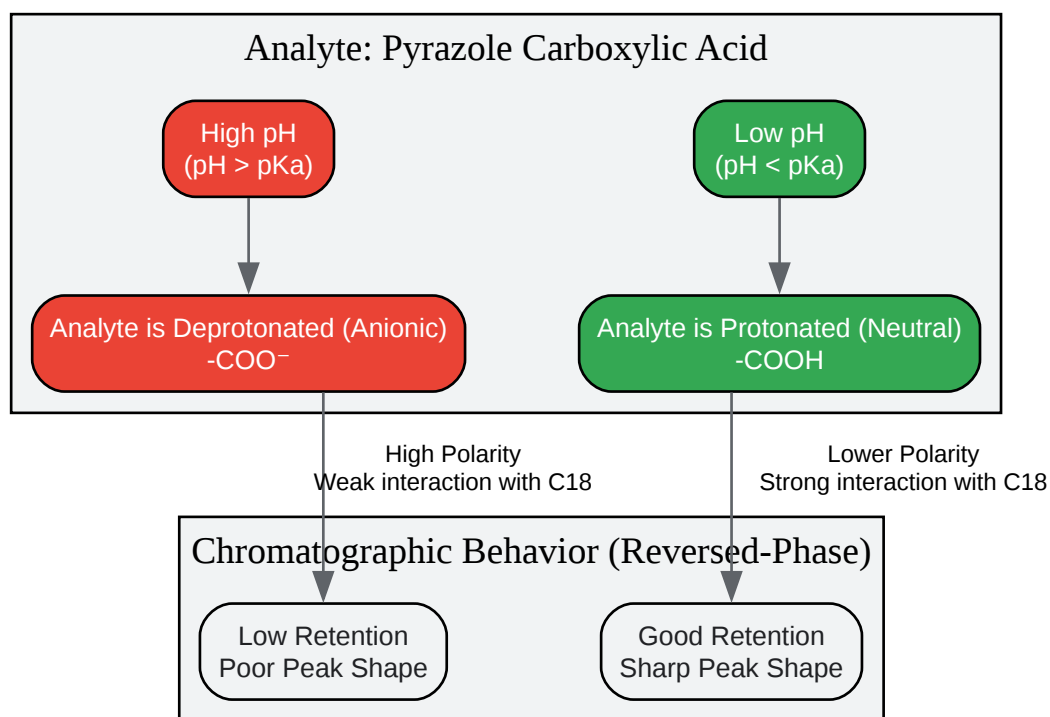 Analyte: Pyrazole Carboxylic Acid
High pH
(pH > pKa)
Low pH
(pH < pKa)
Analyte is Deprotonated (Anionic)
-COO⁻
Analyte is Protonated (Neutral)
-COOH
High Polarity
Weak interaction with C18
Lower Polarity
Strong interaction with C18
Chromatographic Behavior (Reversed-Phase)
Low Retention
Poor Peak Shape
Good Retention
Sharp Peak Shape